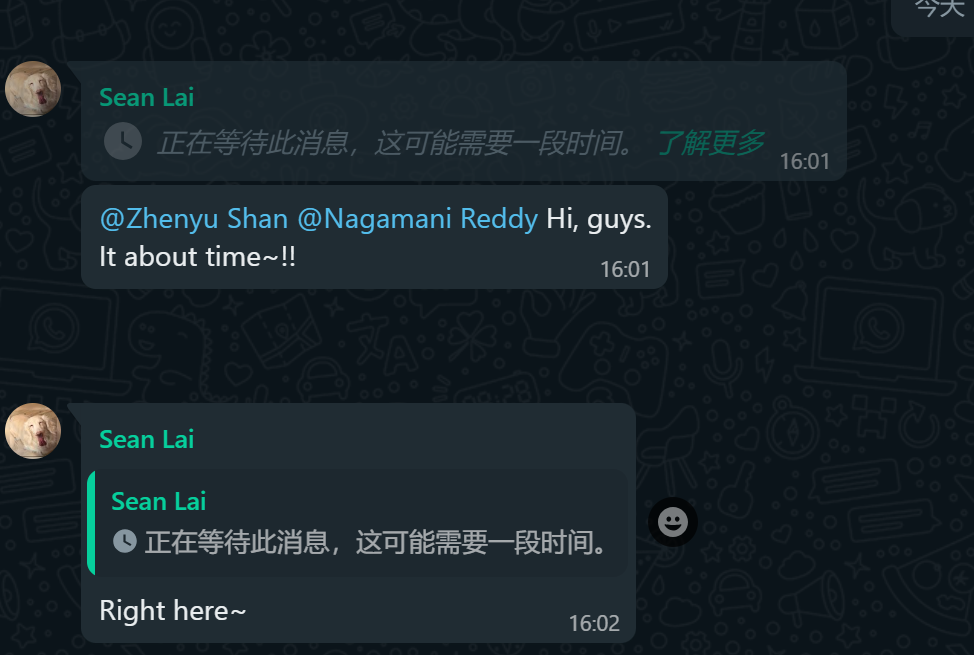 今天
Sean Lai
正在等待此消息，这可能需要一段时间。 了解更多
16:01
@Zhenyu Shan @Nagamani Reddy Hi, guys.
It about time~!!
16:01
Sean Lai
Sean Lai
正在等待此消息，这可能需要一段时间。
Right here~
16:02